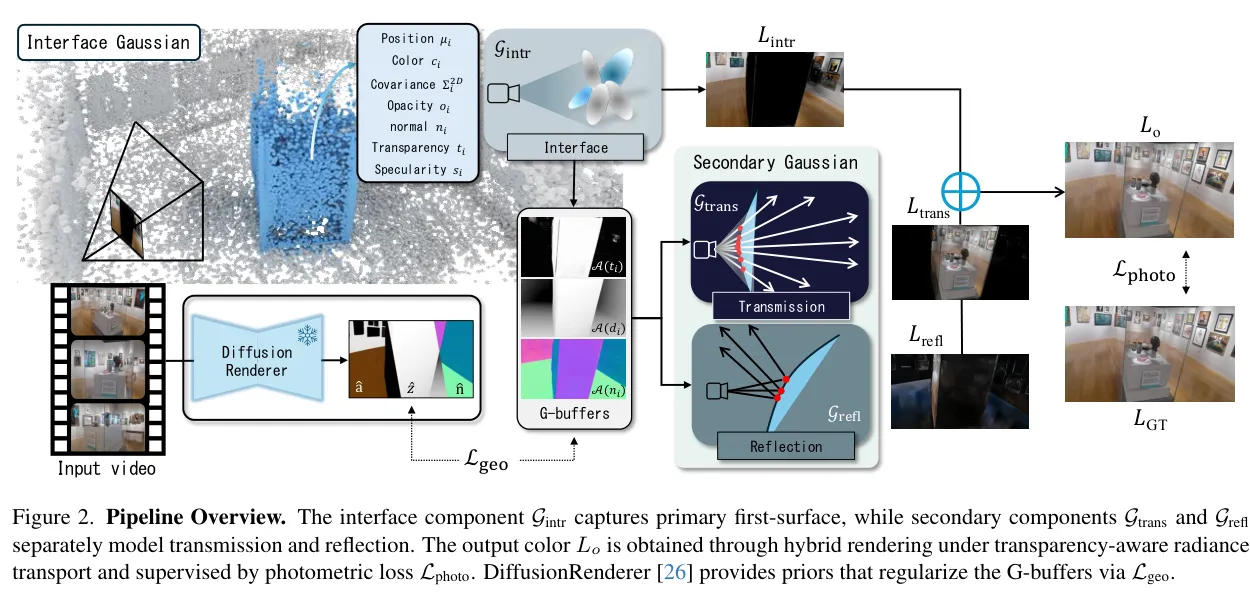 Interface Gaussian
Position μᵢ
Color cᵢ
Covariance Σᵢ²ᴰ
Opacity oᵢ
normal nᵢ
Transparency tᵢ
Specularity sᵢ
𝒢intr
Interface
Lintr
Secondary Gaussian
𝒢trans
Transmission
𝒢refl
Reflection
Ltrans
Lrefl
Lo
ℒphoto
LGT
𝒜(tᵢ)
𝒜(dᵢ)
𝒜(nᵢ)
G-buffers
Diffusion
Renderer
â
ẑ
n̂
ℒgeo
Input video
Figure 2. Pipeline Overview. The interface component 𝒢intr captures primary first-surface, while secondary components 𝒢trans and 𝒢refl
separately model transmission and reflection. The output color Lo is obtained through hybrid rendering under transparency-aware radiance
transport and supervised by photometric loss ℒphoto. DiffusionRenderer [26] provides priors that regularize the G-buffers via ℒgeo.